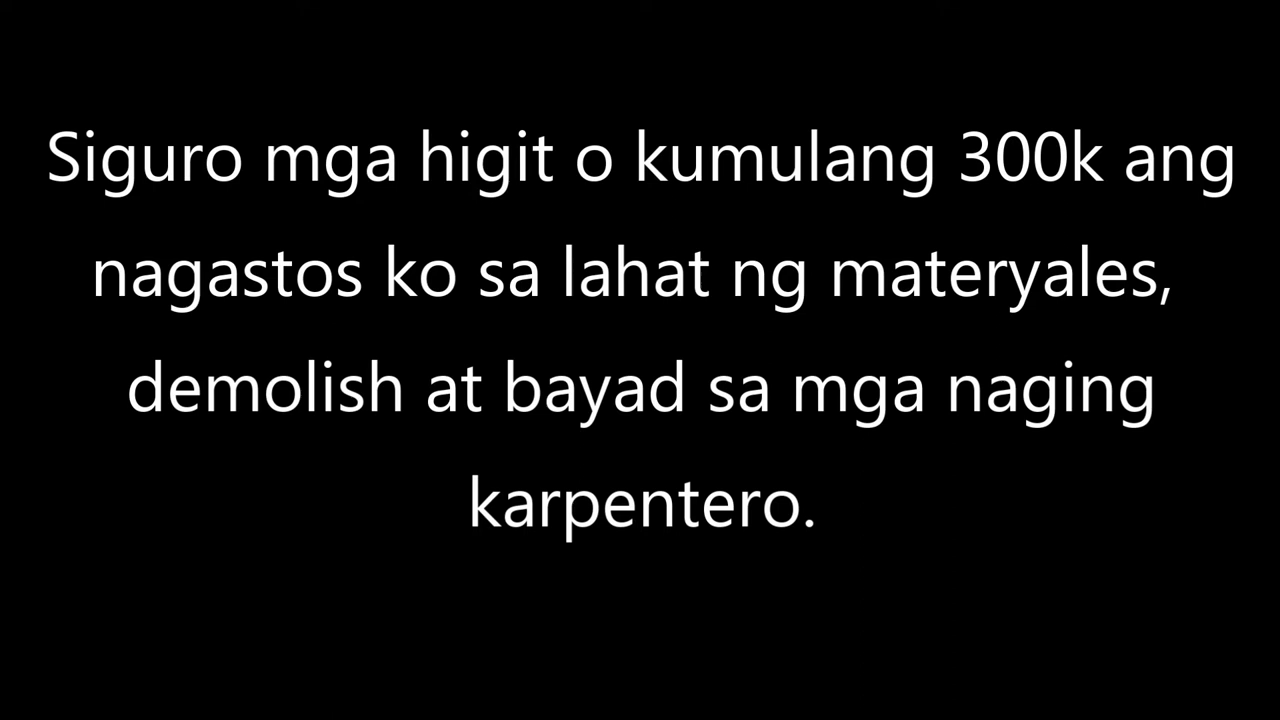 Siguro mga higit o kumulang 300k ang
nagastos ko sa lahat ng materyales,
demolish at bayad sa mga naging
karpentero.